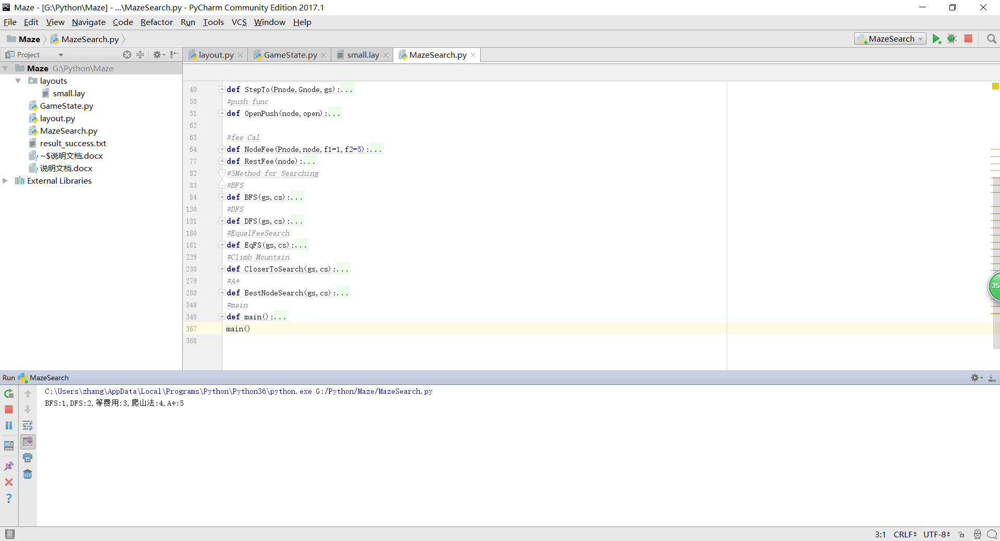 Maze - [G:\Python\Maze] - ...\MazeSearch.py - PyCharm Community Edition 2017.1
File Edit View Navigate Code Refactor Run Tools VCS Window Help
Maze MazeSearch.py MazeSearch
Project layout.py GameState.py small.lay MazeSearch.py
Maze G:\Python\Maze
layouts
small.lay
GameState.py
layout.py
MazeSearch.py
result_success.txt
~$说明文档.docx
说明文档.docx
External Libraries
40 def StepTo(Pnode,Gnode,gs):...
50 #push func
51 def OpenPush(node,open):...
62
63 #fee Cal
64 def NodeFee(Pnode,node,f1=1,f2=5):...
77 def RestFee(node):...
82 #5Method for Searching
83 #BFS
84 def BFS(gs,cs):...
130 #DFS
131 def DFS(gs,cs):...
180 #EqualFeeSearch
181 def EqFS(gs,cs):...
229 #Climb Mountain
230 def CloserToSearch(gs,cs):...
279 #A*
280 def BestNodeSearch(gs,cs):...
348 #main
349 def main():...
367 main()
368
35
Run MazeSearch
C:\Users\zhang\AppData\Local\Programs\Python\Python36\python.exe G:/Python/Maze/MazeSearch.py
BFS:1,DFS:2,等费用:3,爬山法:4,A*:5
3:1 CRLF UTF-8